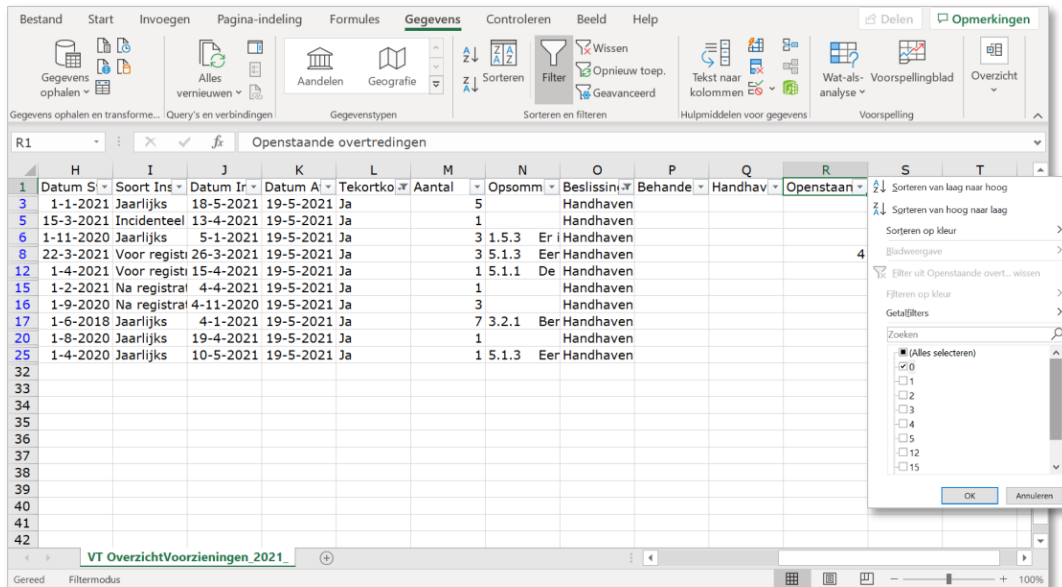 Bestand Start Invoegen Pagina-indeling Formules Gegevens Controleren Beeld Help Delen Opmerkingen
Gegevens ophalen
Alles vernieuwen
Aandelen Geografie
Sorteren Filter
Wissen
Opnieuw toep.
Geavanceerd
Tekst naar kolommen
Wat-als-analyse Voorspellingblad
Overzicht
Gegevens ophalen en transforme... Query's en verbindingen Gegevenstypen Sorteren en filteren Hulpmiddelen voor gegevens Voorspelling
R1 fx Openstaande overtredingen
H I J K L M N O P Q R S T
1 Datum S Soort Ins Datum Ir Datum A Tekortko Aantal Opsomm Beslissing Behande Handhav Openstaan
3 1-1-2021 Jaarlijks 18-5-2021 19-5-2021 Ja 5 Handhaven
5 15-3-2021 Incidenteel 13-4-2021 19-5-2021 Ja 1 Handhaven
6 1-11-2020 Jaarlijks 5-1-2021 19-5-2021 Ja 3 1.5.3 Er i Handhaven
8 22-3-2021 Voor registr 26-3-2021 19-5-2021 Ja 3 5.1.3 Eer Handhaven 4
12 1-4-2021 Voor registr 15-4-2021 19-5-2021 Ja 1 5.1.1 De Handhaven
15 1-2-2021 Na registrat 4-4-2021 19-5-2021 Ja 1 Handhaven
16 1-9-2020 Na registrat 4-11-2020 19-5-2021 Ja 3 Handhaven
17 1-6-2018 Jaarlijks 4-1-2021 19-5-2021 Ja 7 3.2.1 Ber Handhaven
20 1-8-2020 Jaarlijks 19-4-2021 19-5-2021 Ja 1 Handhaven
25 1-4-2020 Jaarlijks 10-5-2021 19-5-2021 Ja 1 5.1.3 Eer Handhaven
32
33
34
35
36
37
38
39
40
41
42
Sorteren van laag naar hoog
Sorteren van hoog naar laag
Sorteren op kleur
Bladweergave
Filter uit Openstaande overt... wissen
Filteren op kleur
Getalfilters
Zoeken
(Alles selecteren)
0
1
2
3
4
5
12
15
OK Annuleren
VT OverzichtVoorzieningen_2021_
Gereed Filtermodus 100%